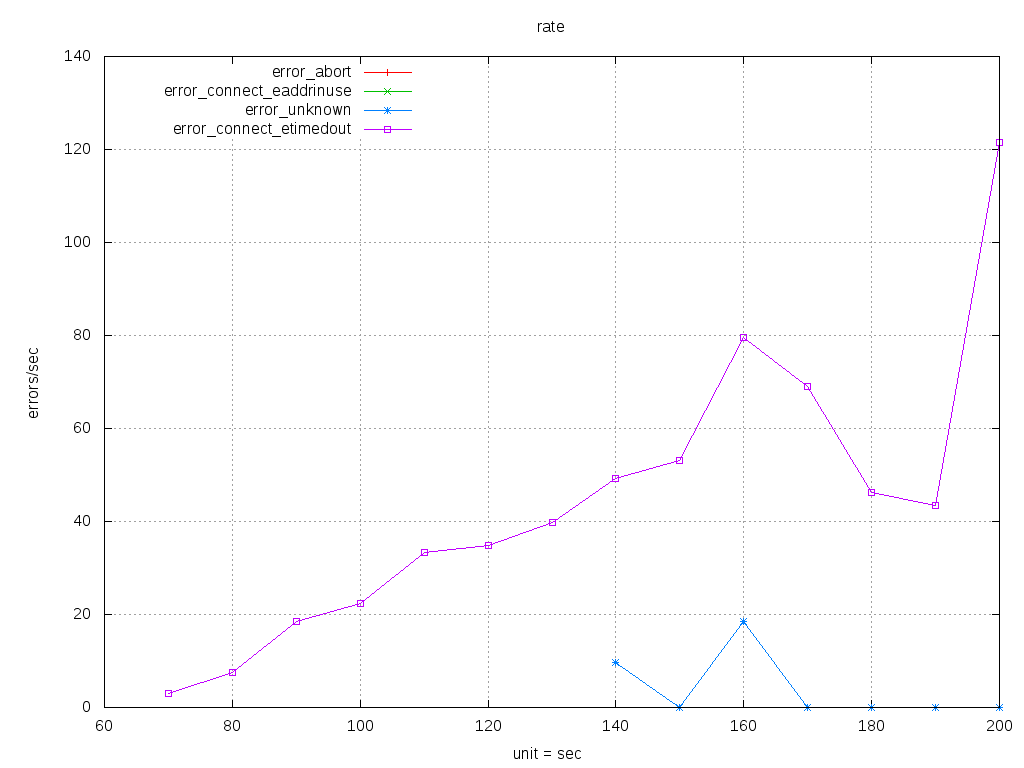 rate
140
120
100
80
60
40
20
0
errors/sec
error_abort
error_connect_eaddrinuse
error_unknown
error_connect_etimedout
60 80 100 120 140 160 180 200
unit = sec